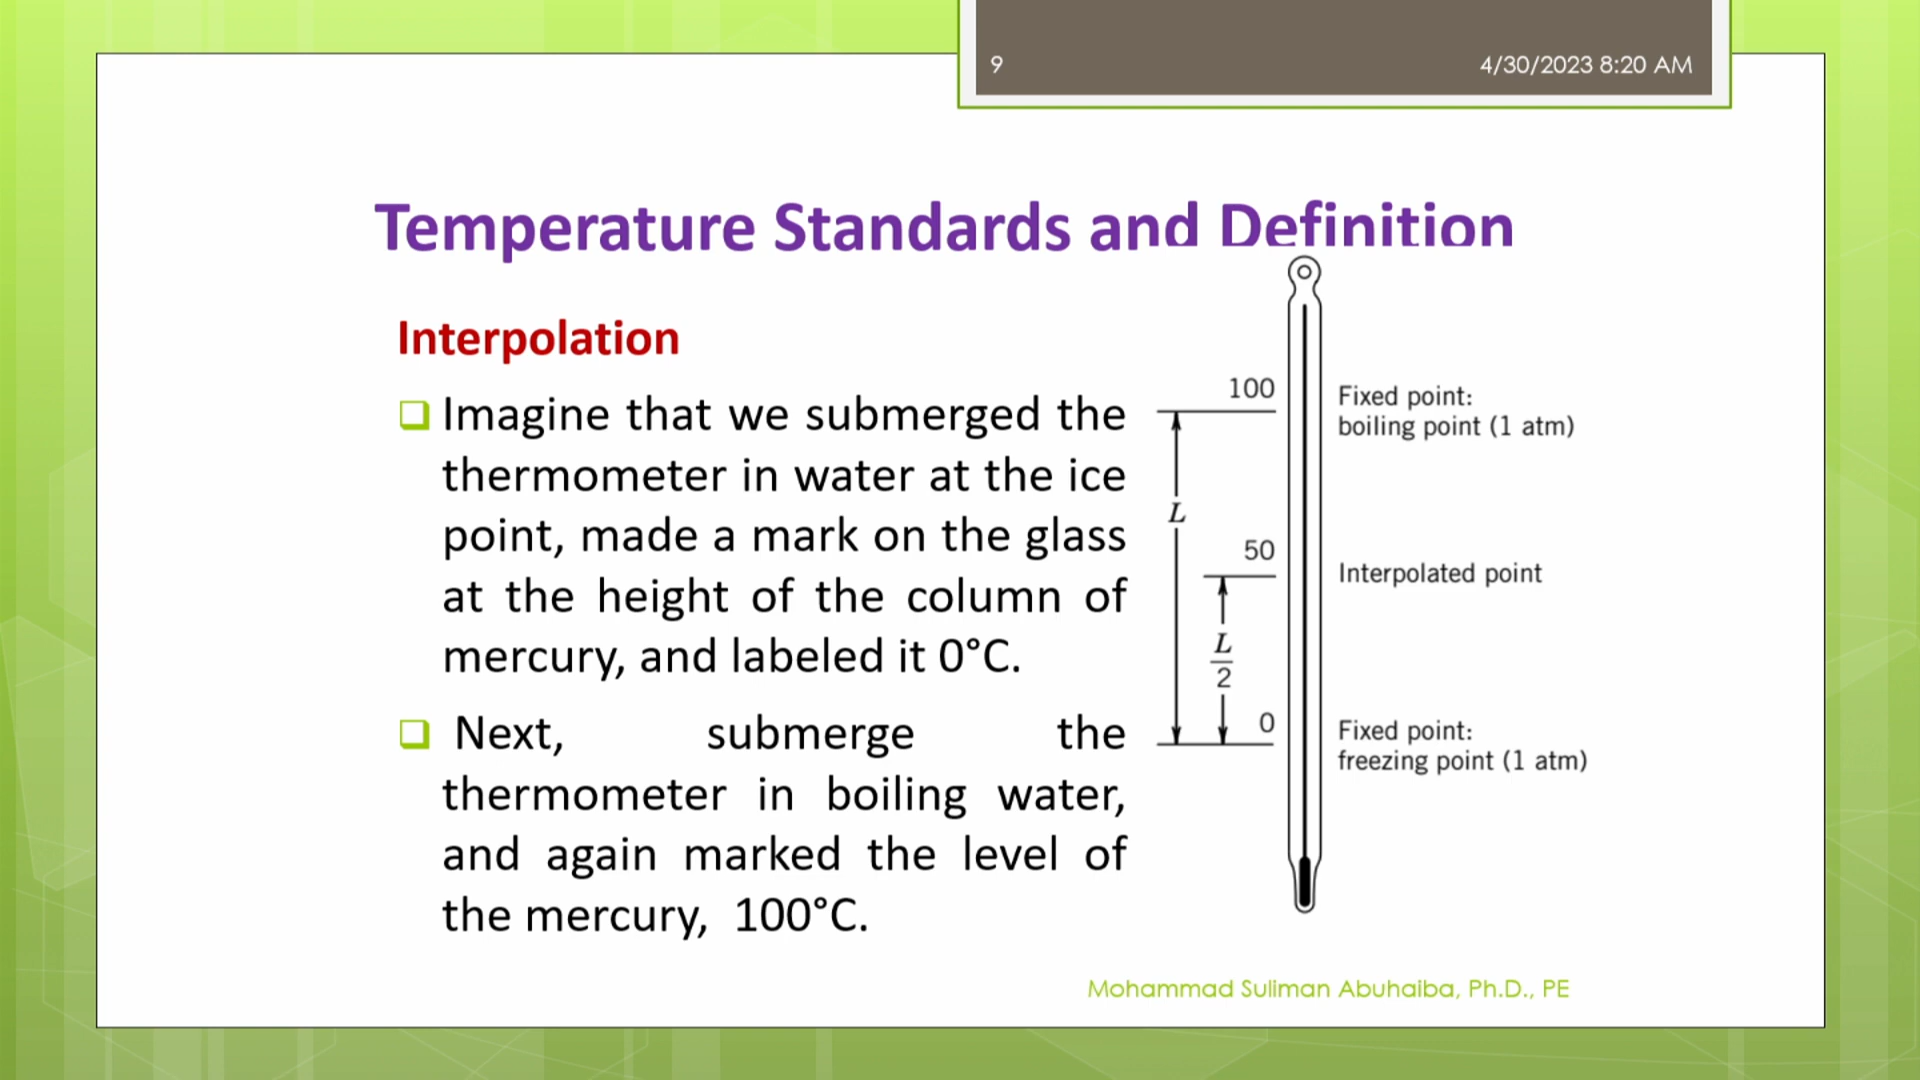 9
4/30/2023 8:20 AM
Temperature Standards and Definition
Interpolation
Imagine that we submerged the
thermometer in water at the ice
point, made a mark on the glass
at the height of the column of
mercury, and labeled it 0°C.
Next, submerge the
thermometer in boiling water,
and again marked the level of
the mercury, 100°C.
100
Fixed point:
boiling point (1 atm)
L
50
Interpolated point
L
2
0
Fixed point:
freezing point (1 atm)
Mohammad Suliman Abuhaiba, Ph.D., PE